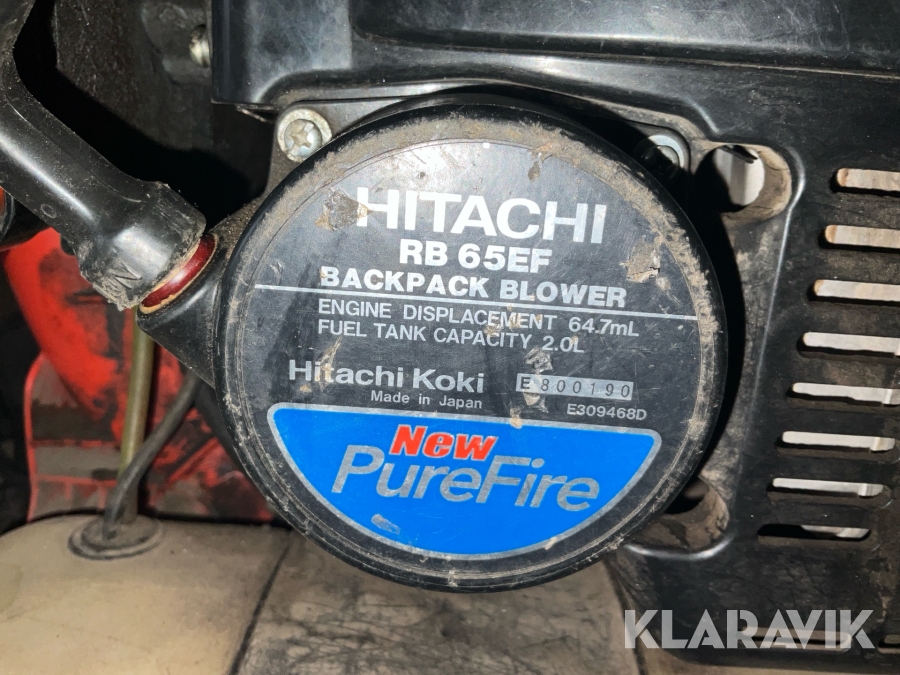 HITACHI
RB 65EF
BACKPACK BLOWER
ENGINE DISPLACEMENT 64.7mL
FUEL TANK CAPACITY 2.0L
Hitachi Koki E800190
Made in Japan E309468D
New
PureFire
KLARAVIK